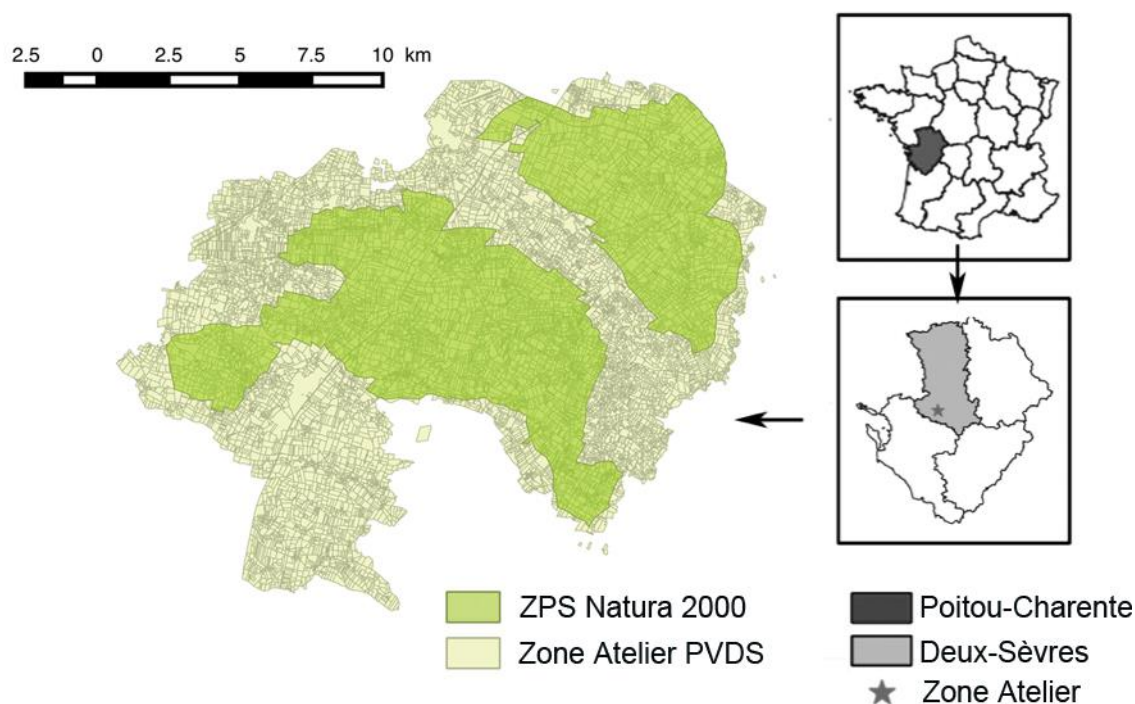 2.5 0 2.5 5 7.5 10 km
ZPS Natura 2000
Zone Atelier PVDS
Poitou-Charente
Deux-Sèvres
Zone Atelier